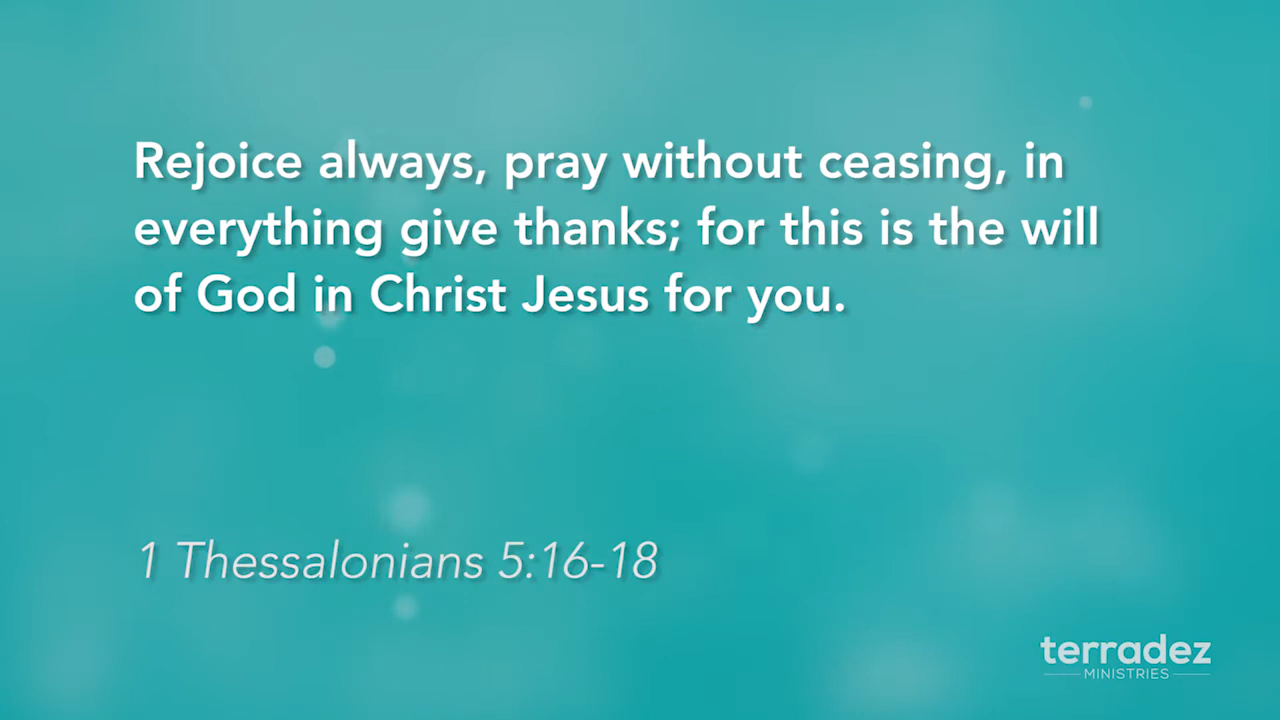 Rejoice always, pray without ceasing, in
everything give thanks; for this is the will
of God in Christ Jesus for you.
1 Thessalonians 5:16-18
terradez
MINISTRIES